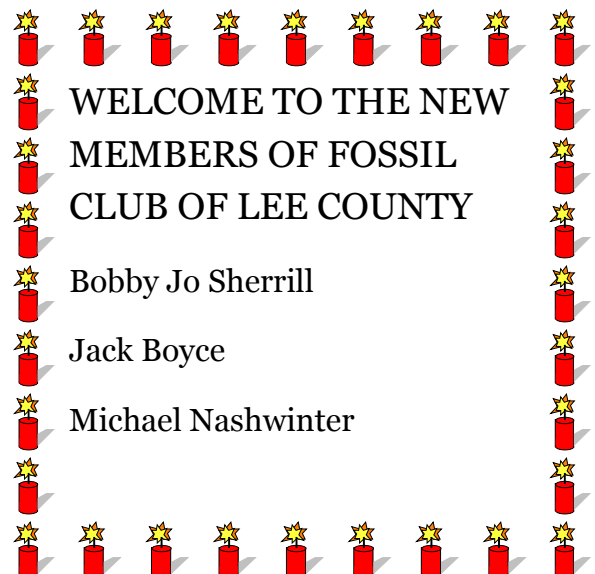 WELCOME TO THE NEW
MEMBERS OF FOSSIL
CLUB OF LEE COUNTY
Bobby Jo Sherrill
Jack Boyce
Michael Nashwinter